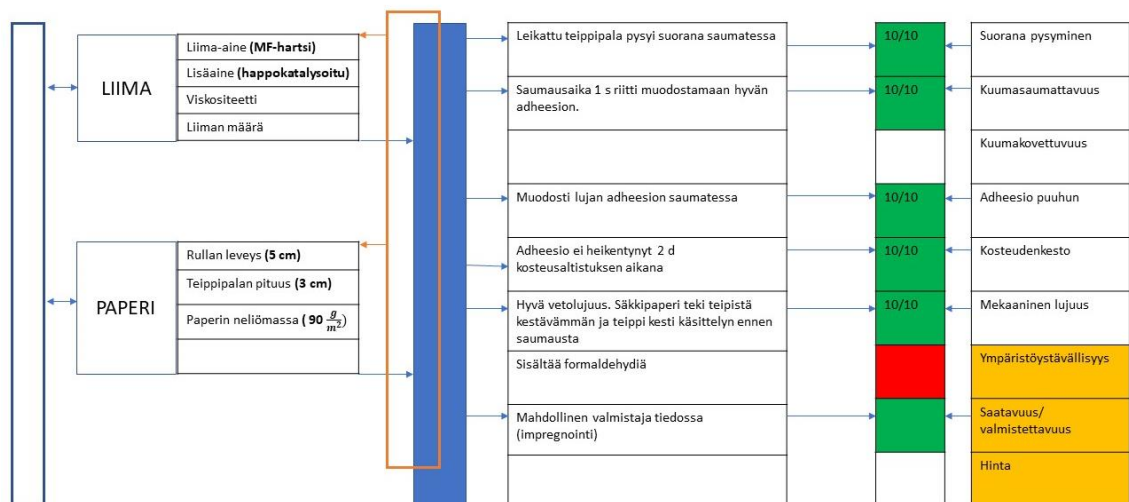 LIIMA
Liima-aine (MF-hartsi)
Lisäaine (happokatalysoitu)
Viskositeetti
Liiman määrä
PAPERI
Rullan leveys (5 cm)
Teippipalan pituus (3 cm)
Paperin neliömassa ( 90 g/m²)
Leikattu teippipala pysyi suorana saumatessa
10/10
Suorana pysyminen
Saumausaika 1 s riitti muodostamaan hyvän
adheesion.
10/10
Kuumasaumattavuus
Kuumakovettuvuus
Muodosti lujan adheesion saumatessa
10/10
Adheesio puuhun
Adheesio ei heikentynyt 2 d
kosteusaltistuksen aikana
10/10
Kosteudenkesto
Hyvä vetolujuus. Säkkipaperi teki teipistä
kestävämmän ja teippi kesti käsittelyn ennen
saumausta
10/10
Mekaaninen lujuus
Sisältää formaldehydiä
Ympäristöystävällisyys
Mahdollinen valmistaja tiedossa
(impregnointi)
Saatavuus/
valmistettavuus
Hinta